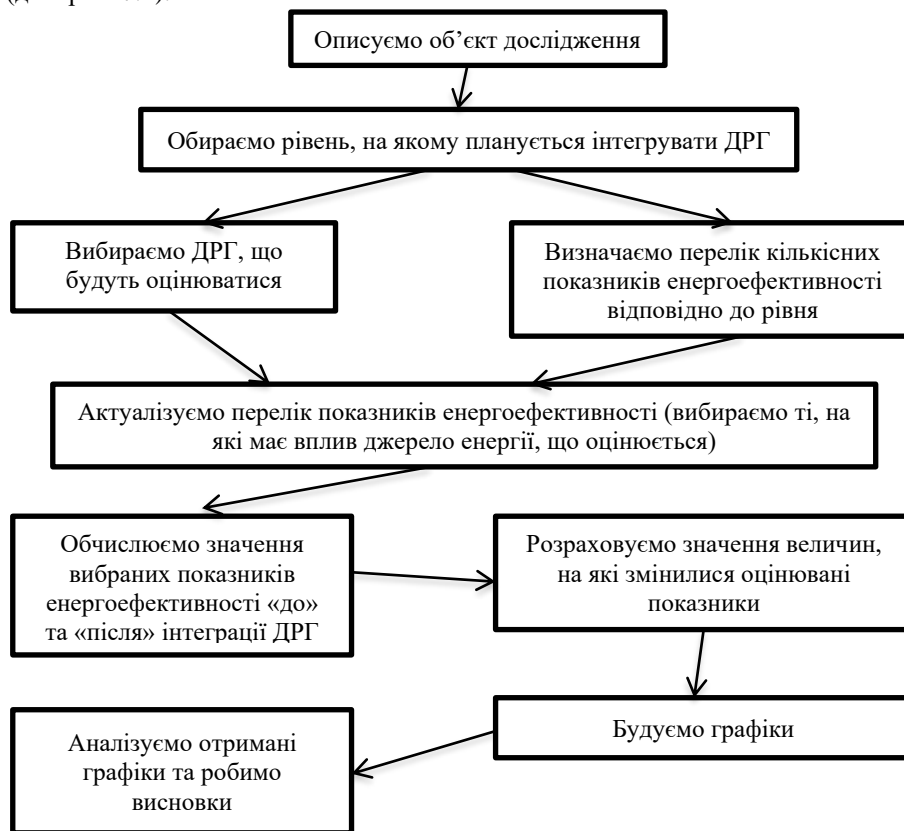 Описуємо об’єкт дослідження
Обираємо рівень, на якому планується інтегрувати ДРГ
Вибираємо ДРГ, що
будуть оцінюватися
Визначаємо перелік кількісних
показників енергоефективності
відповідно до рівня
Актуалізуємо перелік показників енергоефективності (вибираємо ті, на
які має вплив джерело енергії, що оцінюється)
Обчислюємо значення
вибраних показників
енергоефективності «до»
та «після» інтеграції ДРГ
Розраховуємо значення величин,
на які змінилися оцінювані
показники
Будуємо графіки
Аналізуємо отримані
графіки та робимо
висновки